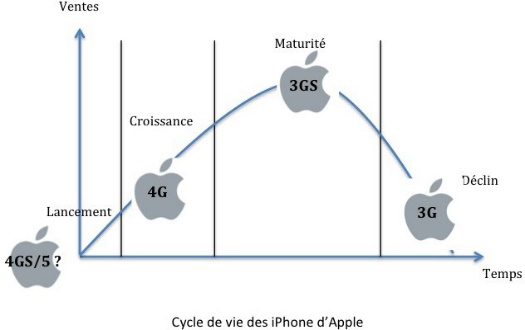 Ventes
Maturité
3GS
Croissance
4G
Déclin
Lancement
3G
4GS/5 ?
Temps
Cycle de vie des iPhone d’Apple